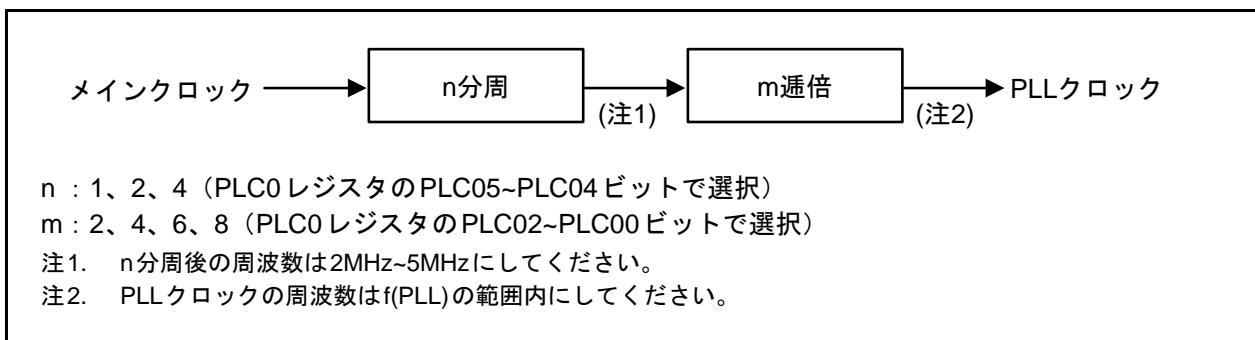 メインクロック n分周 (注1) m逓倍 (注2) PLLクロック
n：1、2、4（PLC0レジスタのPLC05~PLC04ビットで選択）
m：2、4、6、8（PLC0レジスタのPLC02~PLC00ビットで選択）
注1. n分周後の周波数は2MHz~5MHzにしてください。
注2. PLLクロックの周波数はf(PLL)の範囲内にしてください。